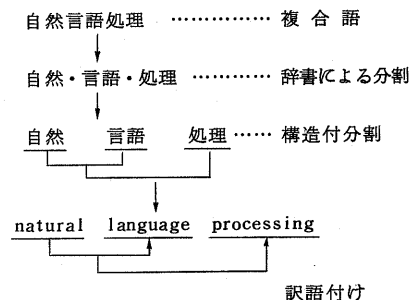 自然言語処理 ……………… 複合語
自然・言語・処理 …………… 辞書による分割
自然 言語 処理 …… 構造付分割
natural language processing
訳語付け